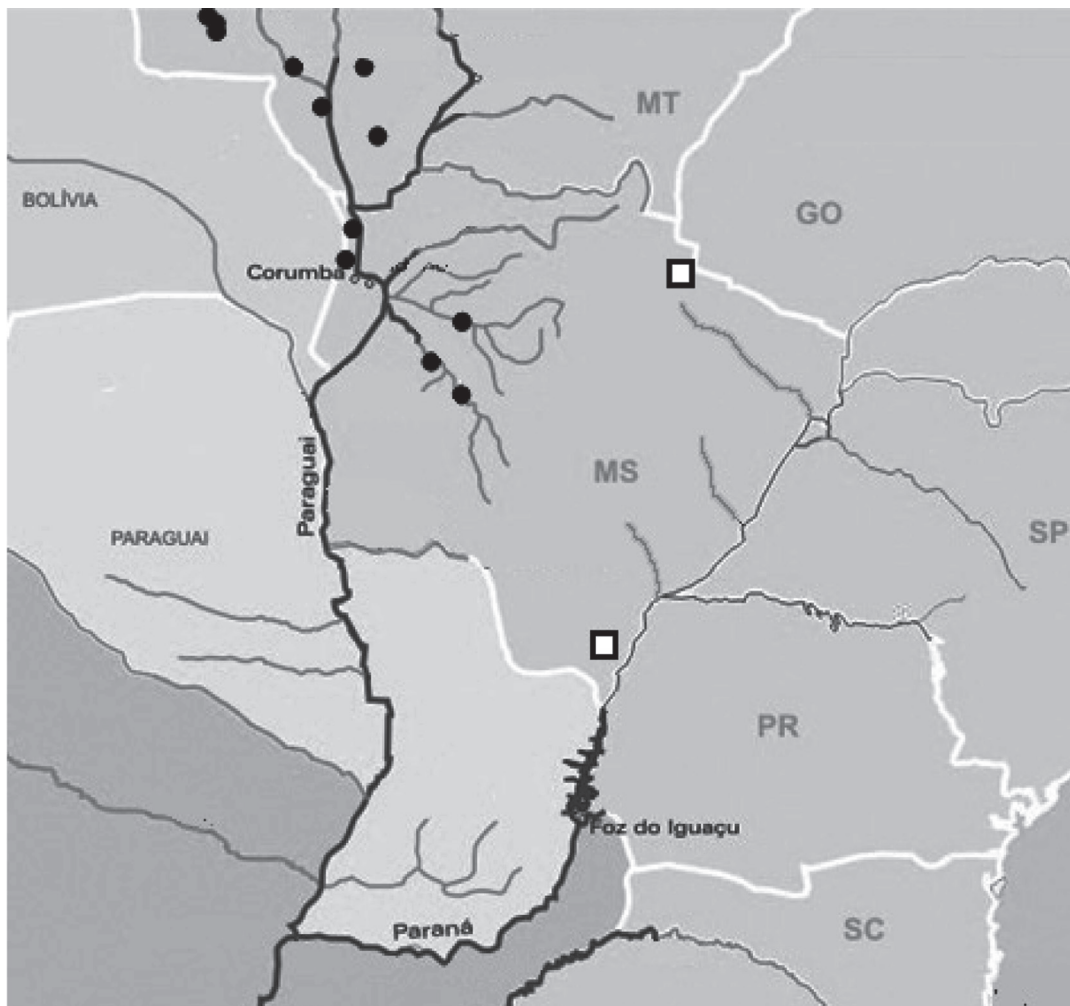 MT
BOLÍVIA
GO
Corumbá
Paraguai
MS
PARAGUAI
SP
PR
Foz do Iguaçu
Paraná
SC